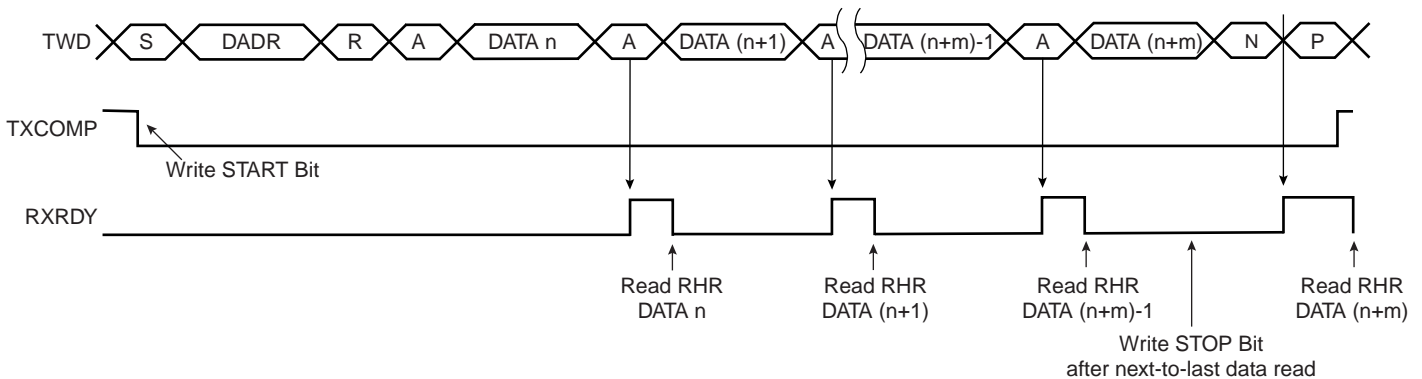 TWD S DADR R A DATA n A DATA (n+1) A DATA (n+m)-1 A DATA (n+m) N P
TXCOMP
Write START Bit
RXRDY
Read RHR
DATA n
Read RHR
DATA (n+1)
Read RHR
DATA (n+m)-1
Read RHR
DATA (n+m)
Write STOP Bit
after next-to-last data read